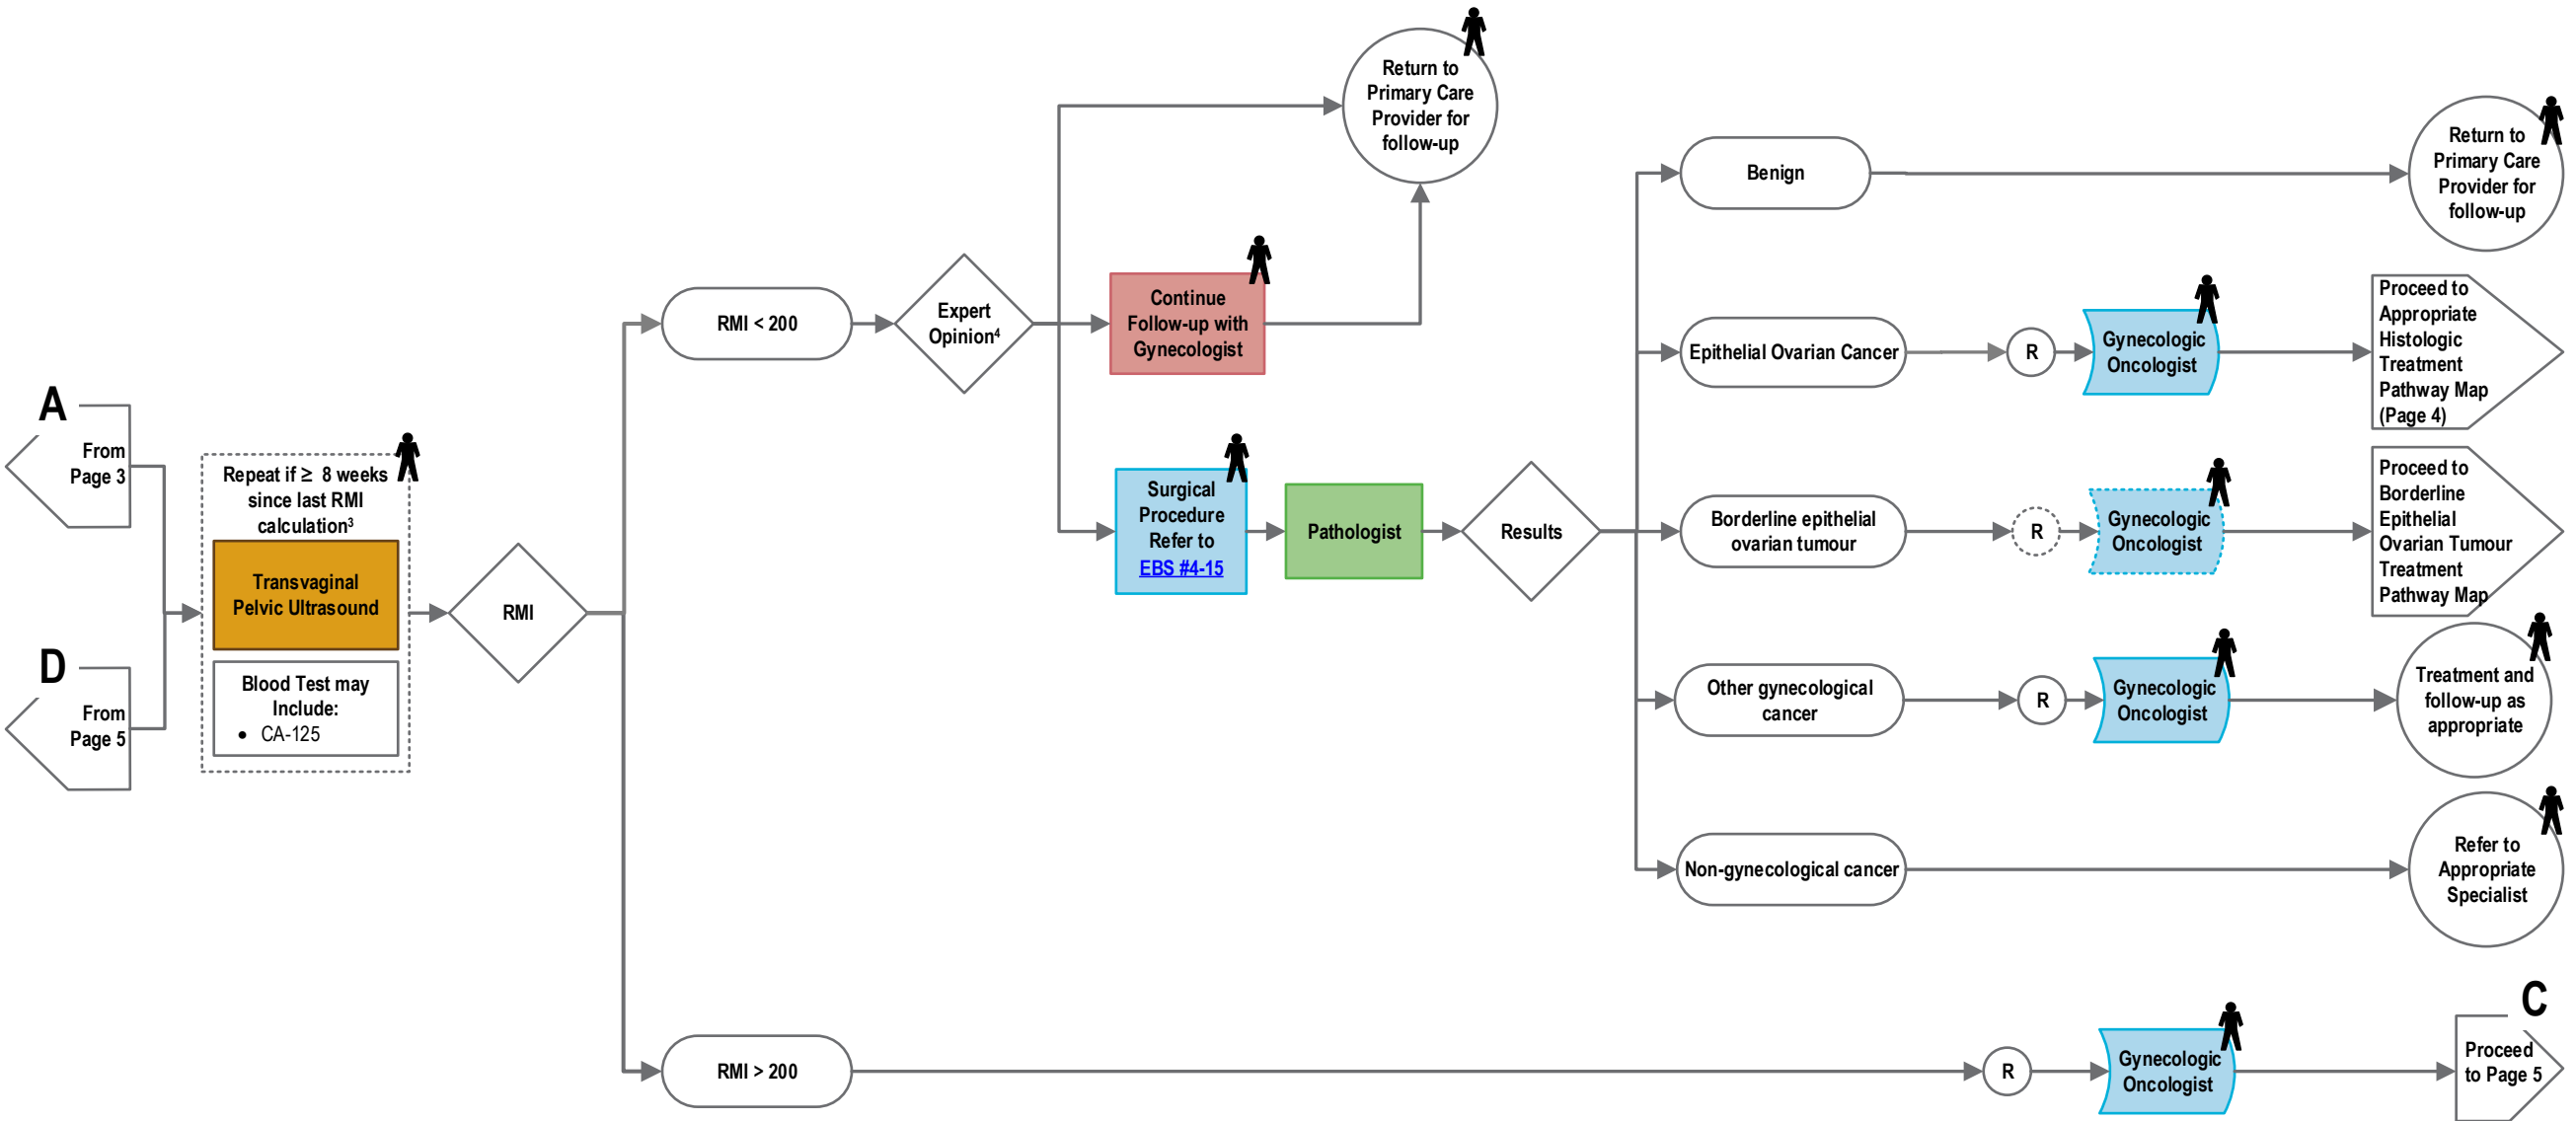 A
From
Page 3
D
From
Page 5
Repeat if ≥ 8 weeks
since last RMI
calculation³
Transvaginal
Pelvic Ultrasound
Blood Test may
Include:
• CA-125
RMI
RMI < 200
Expert
Opinion⁴
Return to
Primary Care
Provider for
follow-up
Continue
Follow-up with
Gynecologist
Surgical
Procedure
Refer to
EBS #4-15
Pathologist
Results
Benign
Return to
Primary Care
Provider for
follow-up
Epithelial Ovarian Cancer
R
Gynecologic
Oncologist
Proceed to
Appropriate
Histologic
Treatment
Pathway Map
(Page 4)
Borderline epithelial
ovarian tumour
R
Gynecologic
Oncologist
Proceed to
Borderline
Epithelial
Ovarian Tumour
Treatment
Pathway Map
Other gynecological
cancer
R
Gynecologic
Oncologist
Treatment and
follow-up as
appropriate
Non-gynecological cancer
Refer to
Appropriate
Specialist
RMI > 200
R
Gynecologic
Oncologist
C
Proceed
to Page 5